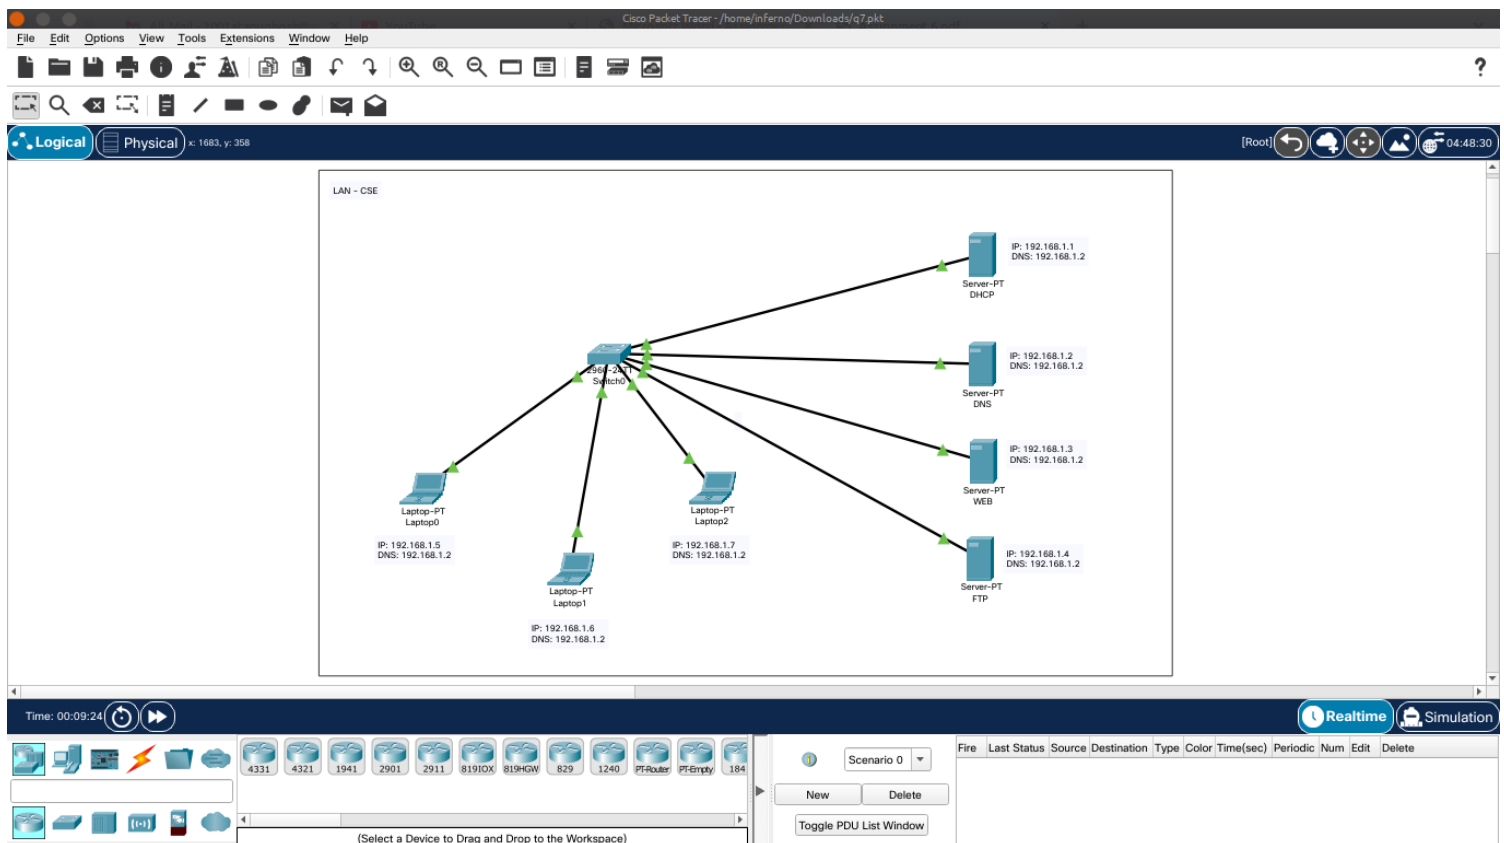 Cisco Packet Tracer - /home/inferno/Downloads/q7.pkt
File Edit Options View Tools Extensions Window Help
?
Logical Physical x: 1683, y: 358 [Root] 04:48:30
LAN - CSE
IP: 192.168.1.1
DNS: 192.168.1.2
Server-PT
DHCP
2960-24TT
Switch0
IP: 192.168.1.2
DNS: 192.168.1.2
Server-PT
DNS
IP: 192.168.1.3
DNS: 192.168.1.2
Server-PT
WEB
Laptop-PT
Laptop0
IP: 192.168.1.5
DNS: 192.168.1.2
Laptop-PT
Laptop2
IP: 192.168.1.7
DNS: 192.168.1.2
IP: 192.168.1.4
DNS: 192.168.1.2
Server-PT
FTP
Laptop-PT
Laptop1
IP: 192.168.1.6
DNS: 192.168.1.2
Time: 00:09:24 Realtime Simulation
4331 4321 1941 2901 2911 819IOX 819HGW 829 1240 PT-Router PT-Empty 184
(Select a Device to Drag and Drop to the Workspace)
Scenario 0
New Delete
Toggle PDU List Window
Fire Last Status Source Destination Type Color Time(sec) Periodic Num Edit Delete